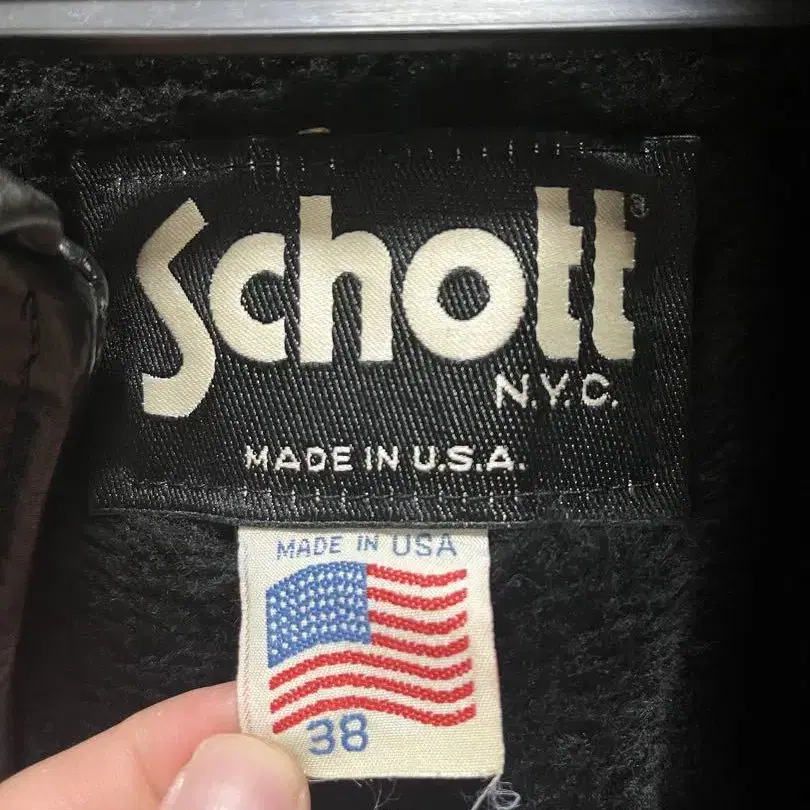 Schott®
N.Y.C.
MADE IN U.S.A.
MADE IN USA
38